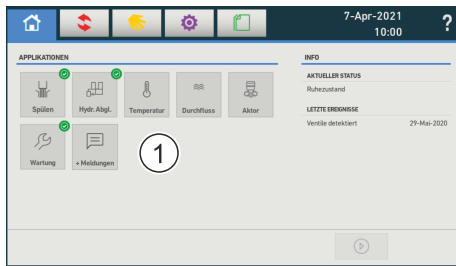 7-Apr-2021
10:00
?
APPLIKATIONEN
Spülen
Hydr. Abgl.
Temperatur
Durchfluss
Aktor
Wartung
+ Meldungen
1
INFO
AKTUELLER STATUS
Ruhezustand
LETZTE EREIGNISSE
Ventile detektiert 29-Mai-2020